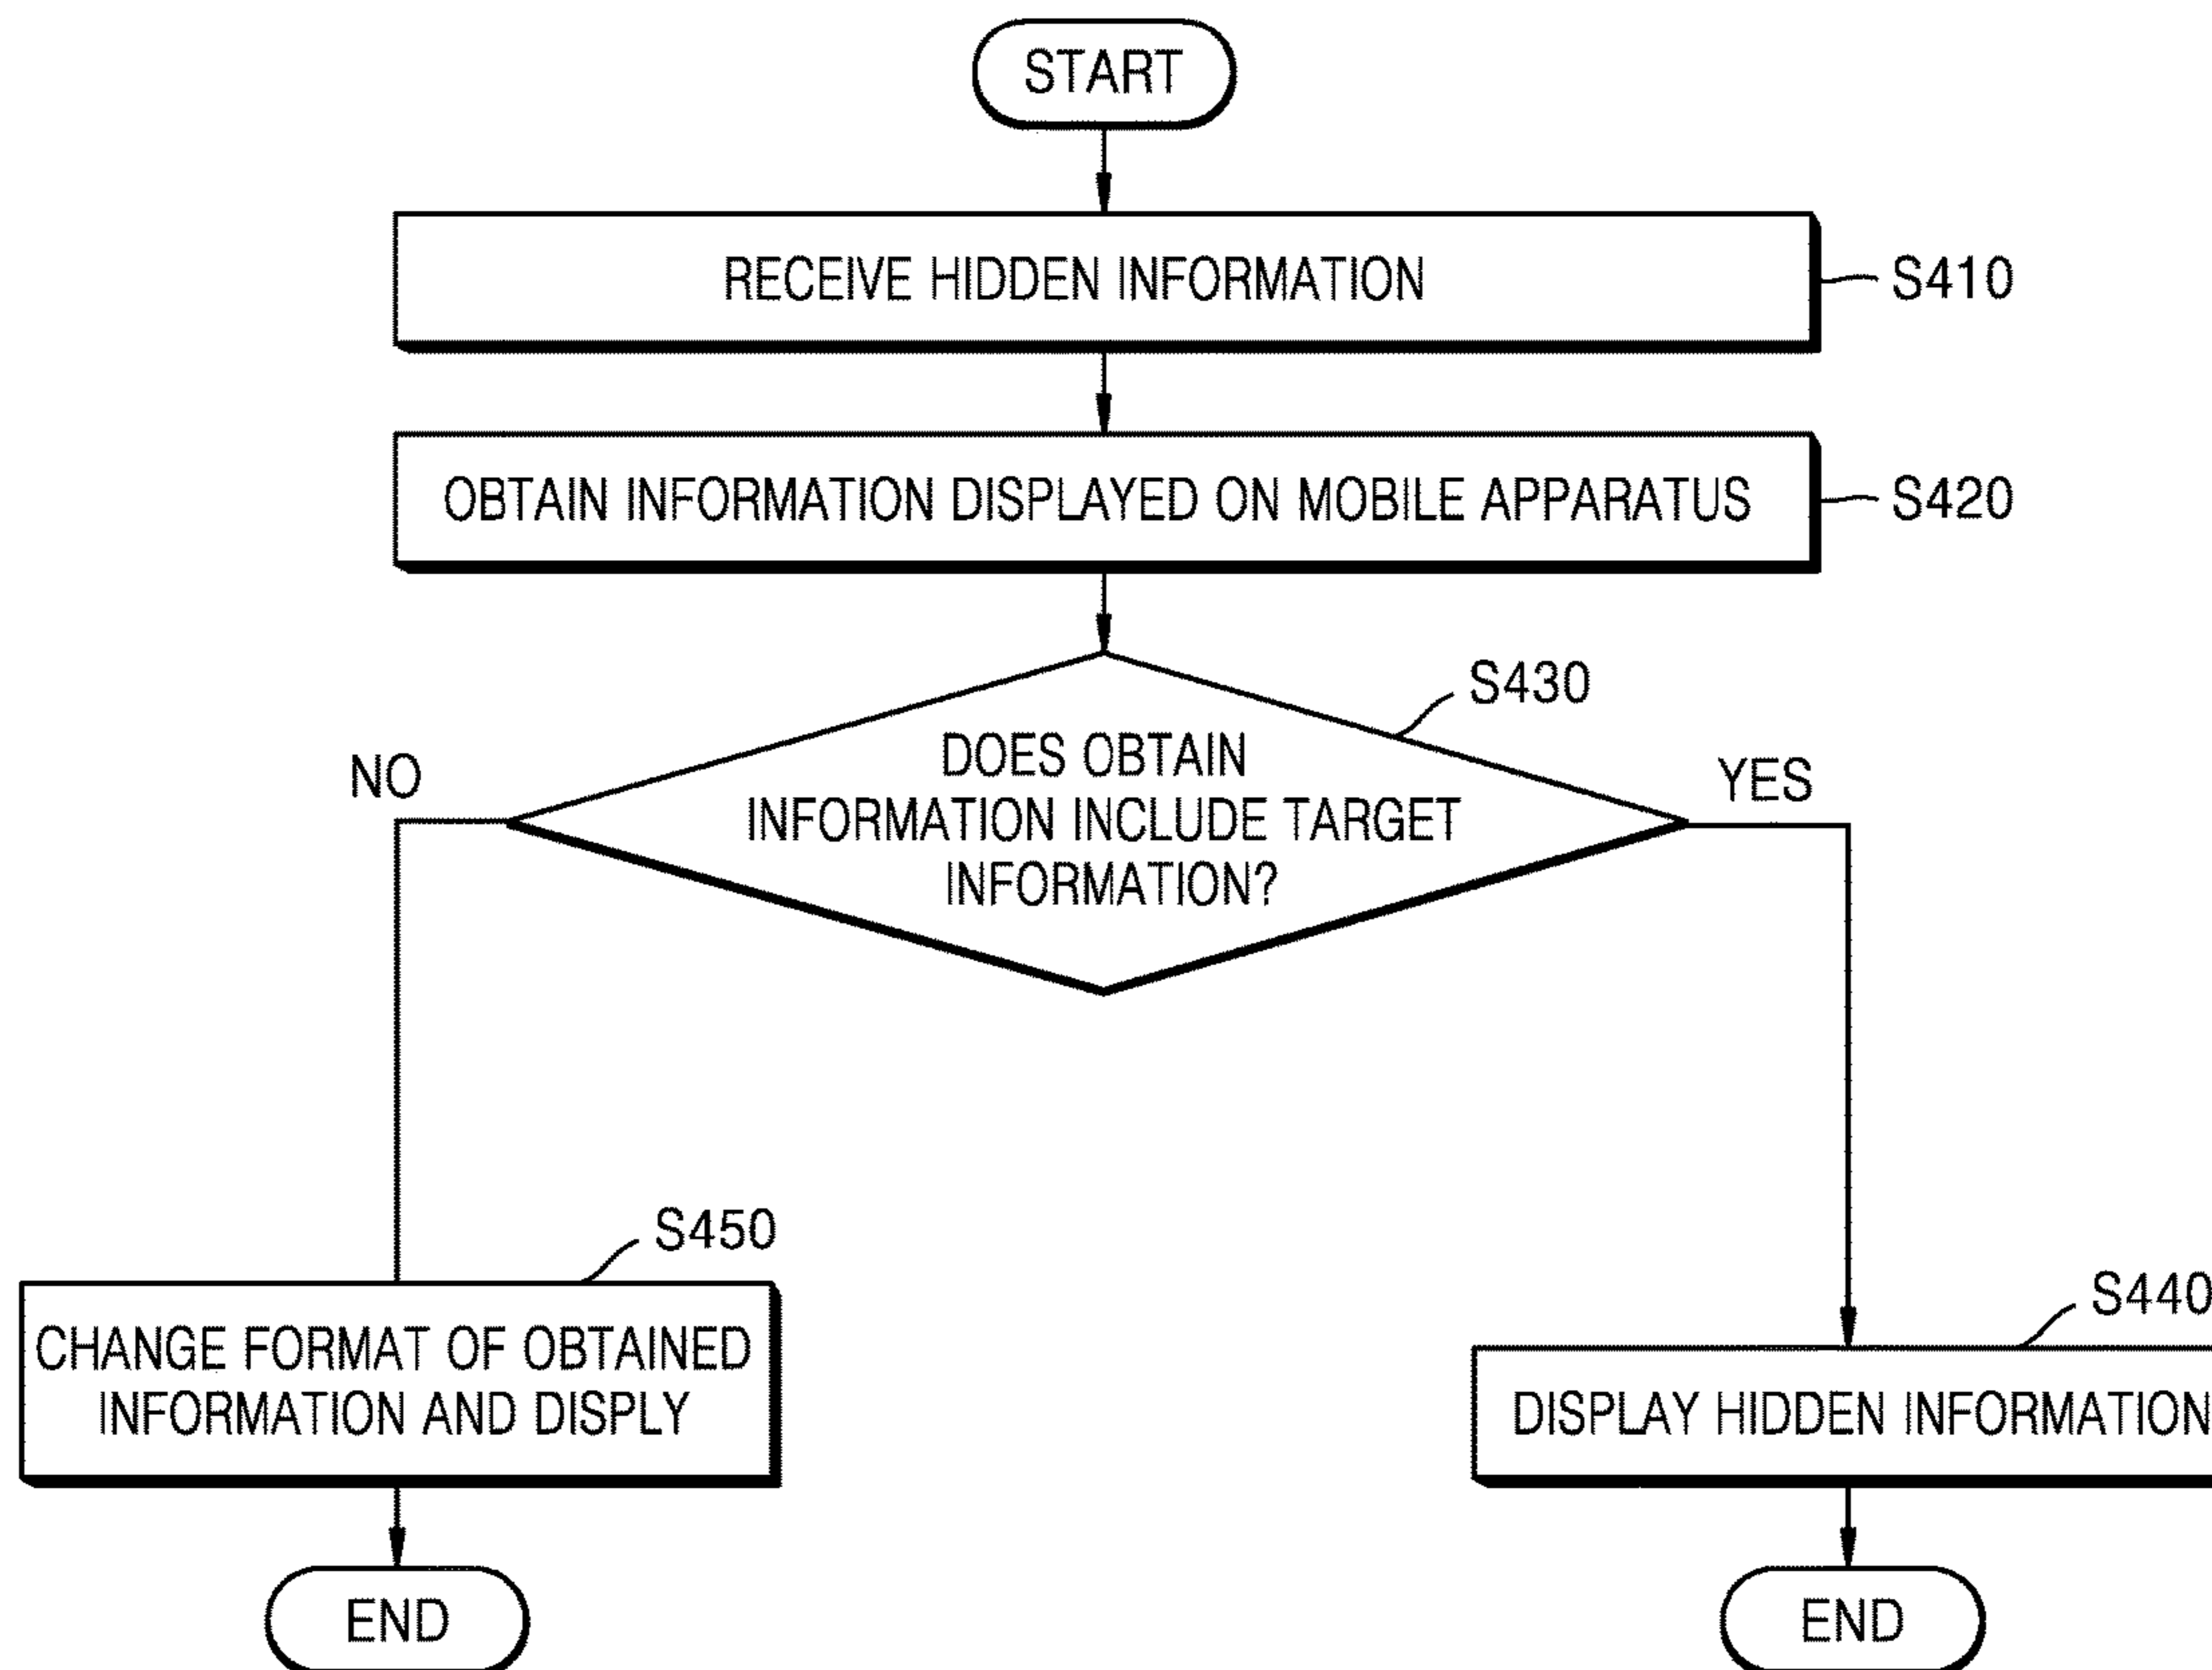 START
RECEIVE HIDDEN INFORMATION
S410
OBTAIN INFORMATION DISPLAYED ON MOBILE APPARATUS
S420
S430
DOES OBTAIN
INFORMATION INCLUDE TARGET
INFORMATION?
NO
YES
S450
CHANGE FORMAT OF OBTAINED
INFORMATION AND DISPLY
S440
DISPLAY HIDDEN INFORMATION
END
END